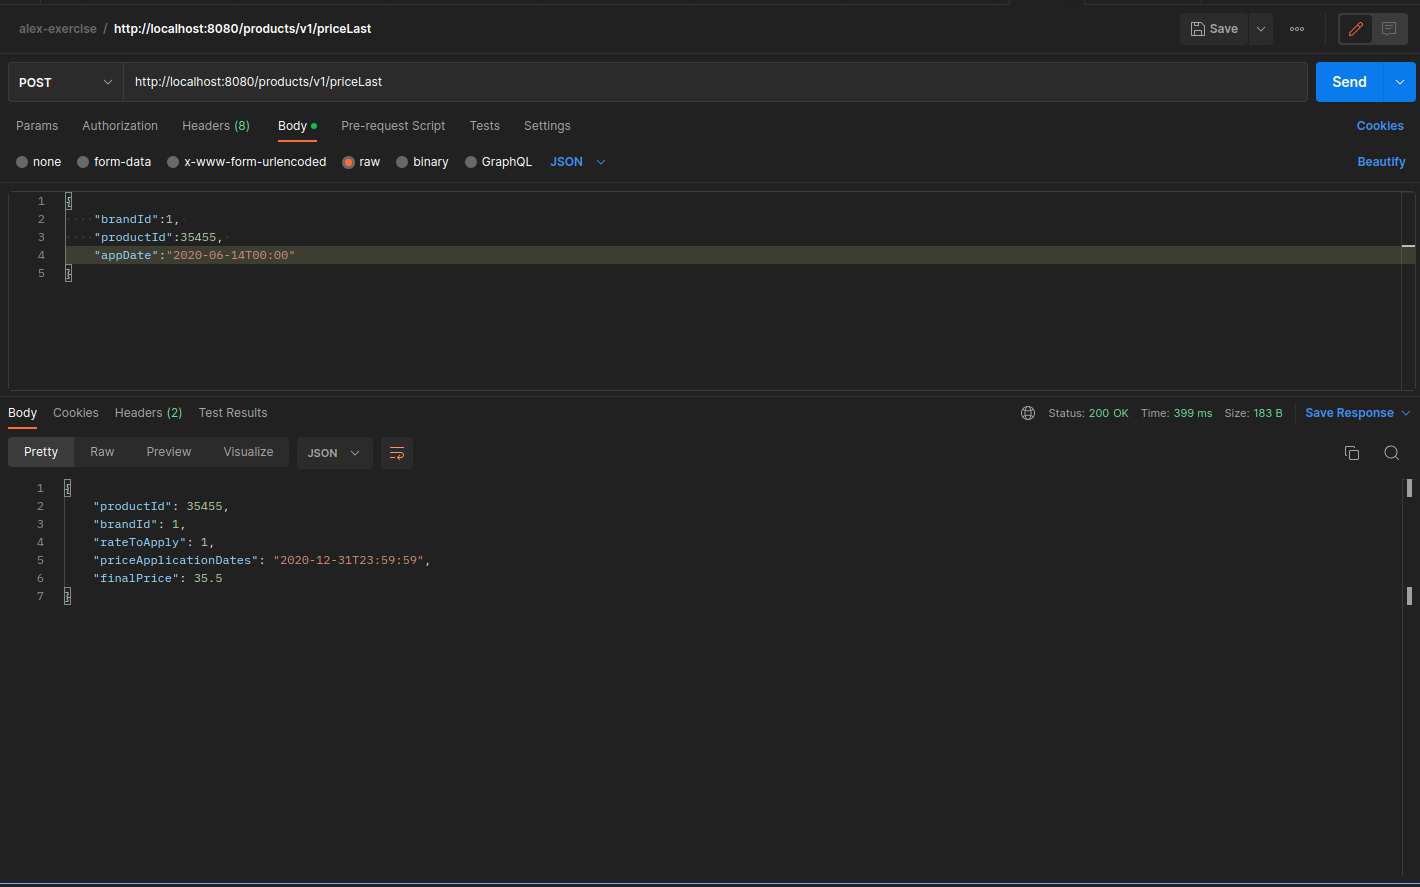 alex-exercise / http://localhost:8080/products/v1/priceLast
Save
POST
http://localhost:8080/products/v1/priceLast
Send
Params Authorization Headers (8) Body Pre-request Script Tests Settings Cookies
none form-data x-www-form-urlencoded raw binary GraphQL JSON Beautify
1 {
2 "brandId":1,
3 "productId":35455,
4 "appDate":"2020-06-14T00:00"
5 }
Body Cookies Headers (2) Test Results Status: 200 OK Time: 399 ms Size: 183 B Save Response
Pretty Raw Preview Visualize JSON
1 {
2 "productId": 35455,
3 "brandId": 1,
4 "rateToApply": 1,
5 "priceApplicationDates": "2020-12-31T23:59:59",
6 "finalPrice": 35.5
7 }